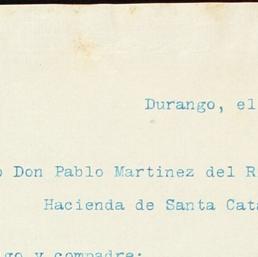 Durango, el
Don Pablo Martinez del R
Hacienda de Santa Cata
go y compadre: